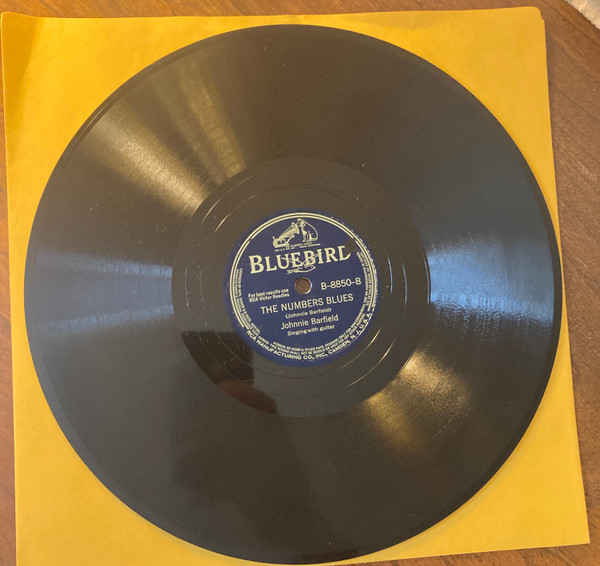 BLUEBIRD
B-8850-B
For best results use
RCA Victor Needles
THE NUMBERS BLUES
(Johnnie Barfield)
Johnnie Barfield
Singing with guitar
RCA MANUFACTURING CO., INC., CAMDEN, N.J., U.S.A.